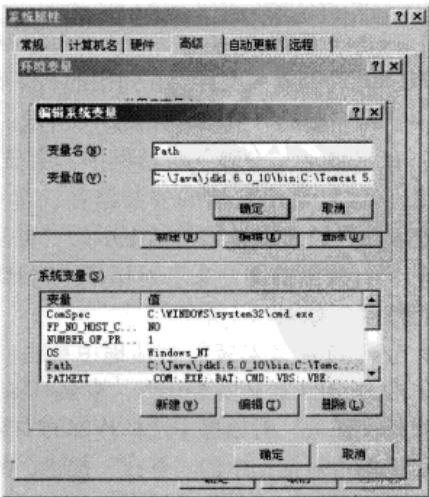 系统属性
常规 计算机名 硬件 高级 自动更新 远程
环境变量
编辑系统变量
变量名(N): Path
变量值(V): C:\Java\jdk1.6.0_10\bin;C:\Tomcat 5.
确定 取消
新建(N) 编辑(E) 删除(D)
系统变量(S)
变量 值
ComSpec C:\WINDOWS\system32\cmd.exe
FP_NO_HOST_C... NO
NUMBER_OF_PR... 1
OS Windows_NT
Path C:\Java\jdk1.6.0_10\bin;C:\Tomc...
PATHEXT .COM;.EXE;.BAT;.CMD;.VBS;.VBE;...
新建(W) 编辑(I) 删除(L)
确定 取消